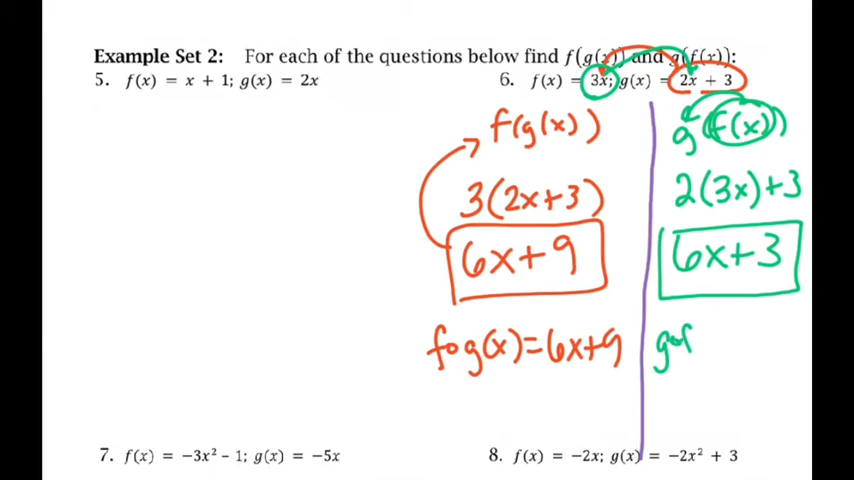 Example Set 2: For each of the questions below find f(g(x)) and g(f(x)):
5. f(x) = x + 1; g(x) = 2x
6. f(x) = 3x; g(x) = 2x + 3
f(g(x))
3(2x+3)
6x+9
fog(x)=6x+9
g(f(x))
2(3x)+3
6x+3
gof
7. f(x) = −3x² − 1; g(x) = −5x
8. f(x) = −2x; g(x) = −2x² + 3